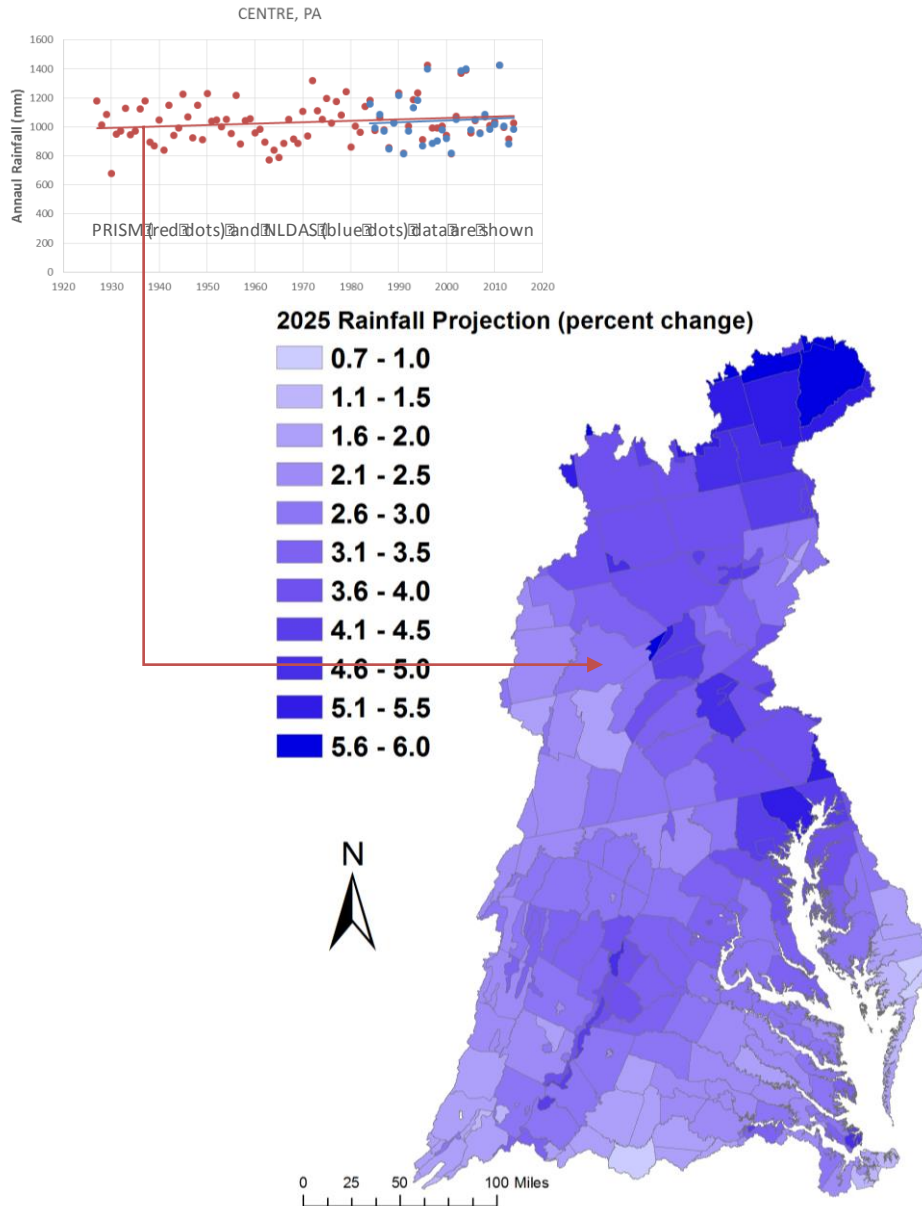 CENTRE, PA
1600
1400
1200
1000
800
600
400
200
0
Annaul Rainfall (mm)
PRISM (red dots) and NLDAS (blue dots) data are shown
1920 1930 1940 1950 1960 1970 1980 1990 2000 2010 2020
2025 Rainfall Projection (percent change)
0.7 - 1.0
1.1 - 1.5
1.6 - 2.0
2.1 - 2.5
2.6 - 3.0
3.1 - 3.5
3.6 - 4.0
4.1 - 4.5
4.6 - 5.0
5.1 - 5.5
5.6 - 6.0
N
0 25 50 100 Miles